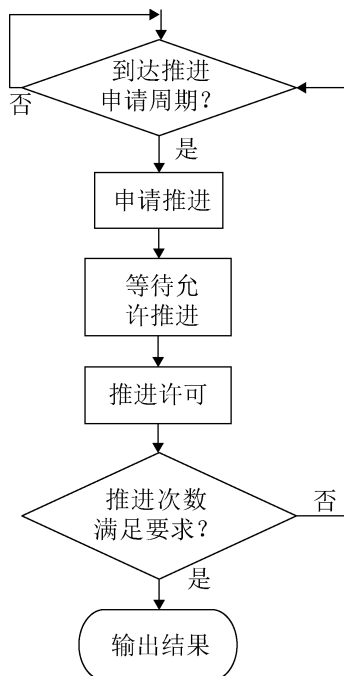 到达推进
申请周期？
否
是
申请推进
等待允
许推进
推进许可
推进次数
满足要求？
否
是
输出结果